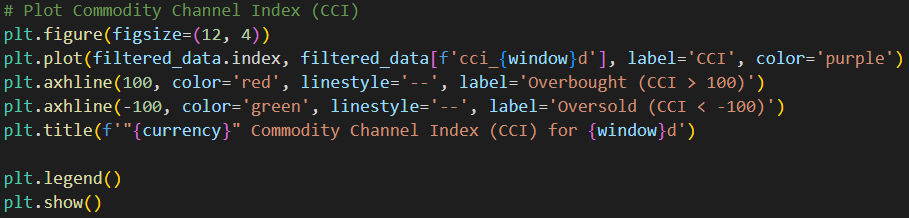 # Plot Commodity Channel Index (CCI)
plt.figure(figsize=(12, 4))
plt.plot(filtered_data.index, filtered_data[f'cci_{window}d'], label='CCI', color='purple')
plt.axhline(100, color='red', linestyle='--', label='Overbought (CCI > 100)')
plt.axhline(-100, color='green', linestyle='--', label='Oversold (CCI < -100)')
plt.title(f'"{currency}" Commodity Channel Index (CCI) for {window}d')
plt.legend()
plt.show()